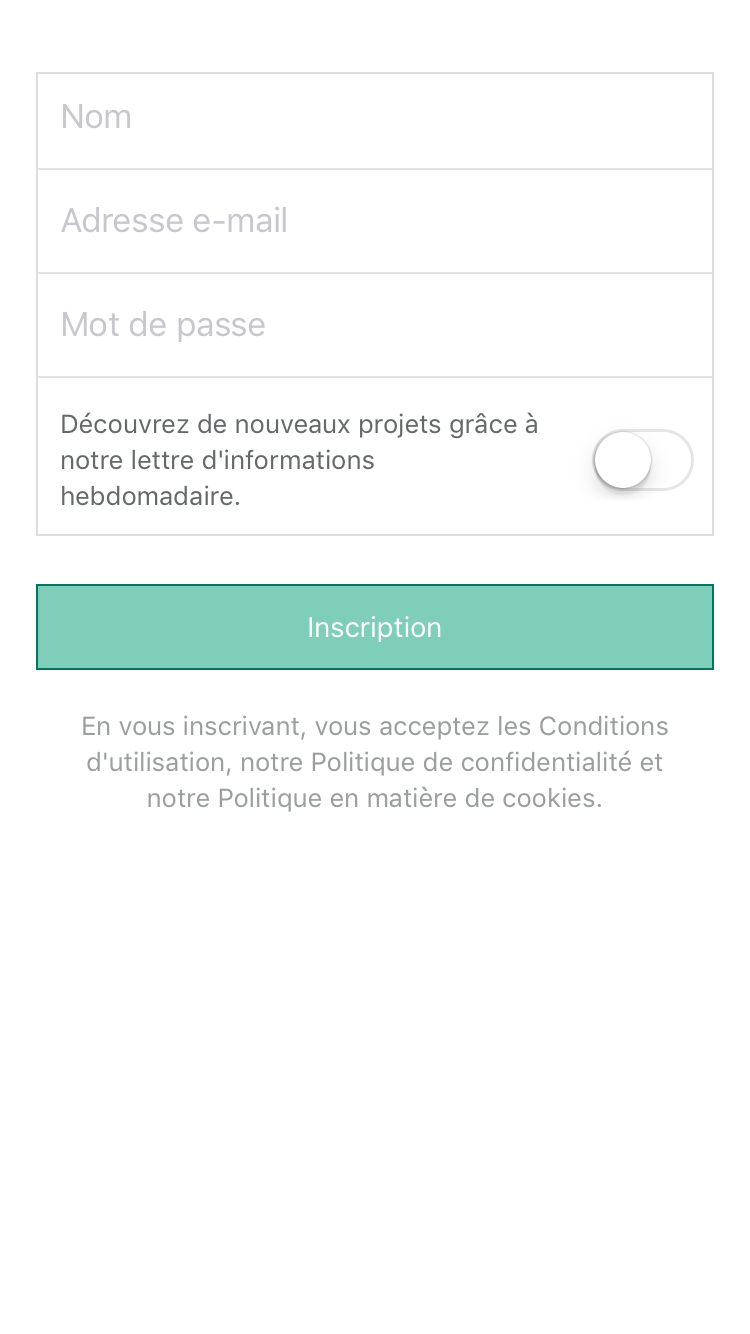 Nom
Adresse e-mail
Mot de passe
Découvrez de nouveaux projets grâce à
notre lettre d'informations
hebdomadaire.
Inscription
En vous inscrivant, vous acceptez les Conditions
d'utilisation, notre Politique de confidentialité et
notre Politique en matière de cookies.